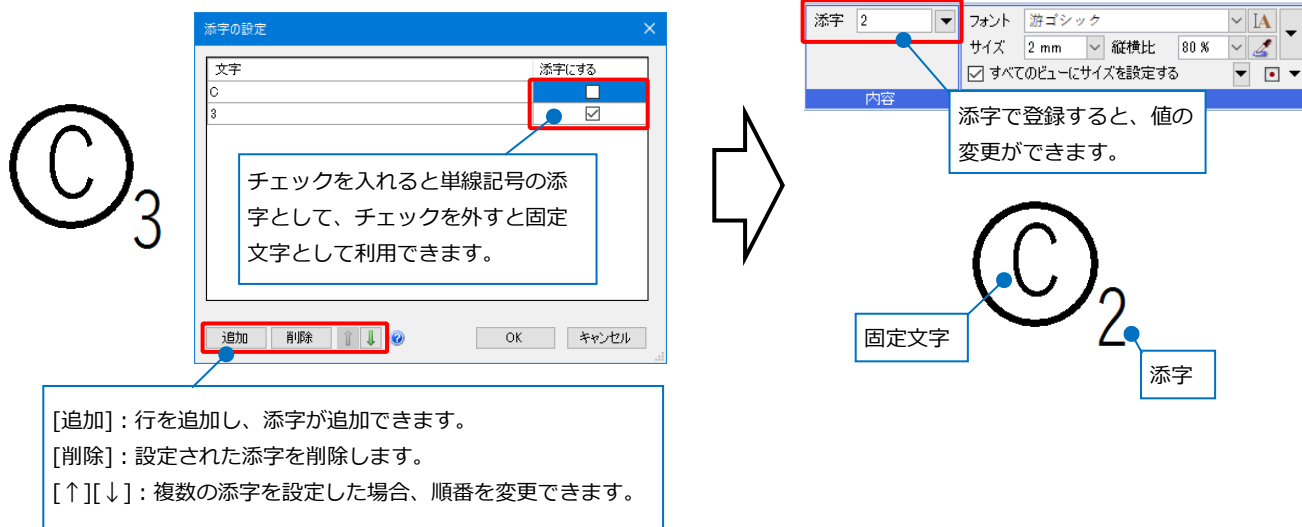 C
3
添字の設定
文字 添字にする
C
3
チェックを入れると単線記号の添
字として、チェックを外すと固定
文字として利用できます。
追加 削除 OK キャンセル
[追加]：行を追加し、添字が追加できます。
[削除]：設定された添字を削除します。
[↑][↓]：複数の添字を設定した場合、順番を変更できます。
添字 2 フォント 游ゴシック
サイズ 2 mm 縦横比 80 %
すべてのビューにサイズを設定する
内容
添字で登録すると、値の
変更ができます。
C
2
固定文字
添字